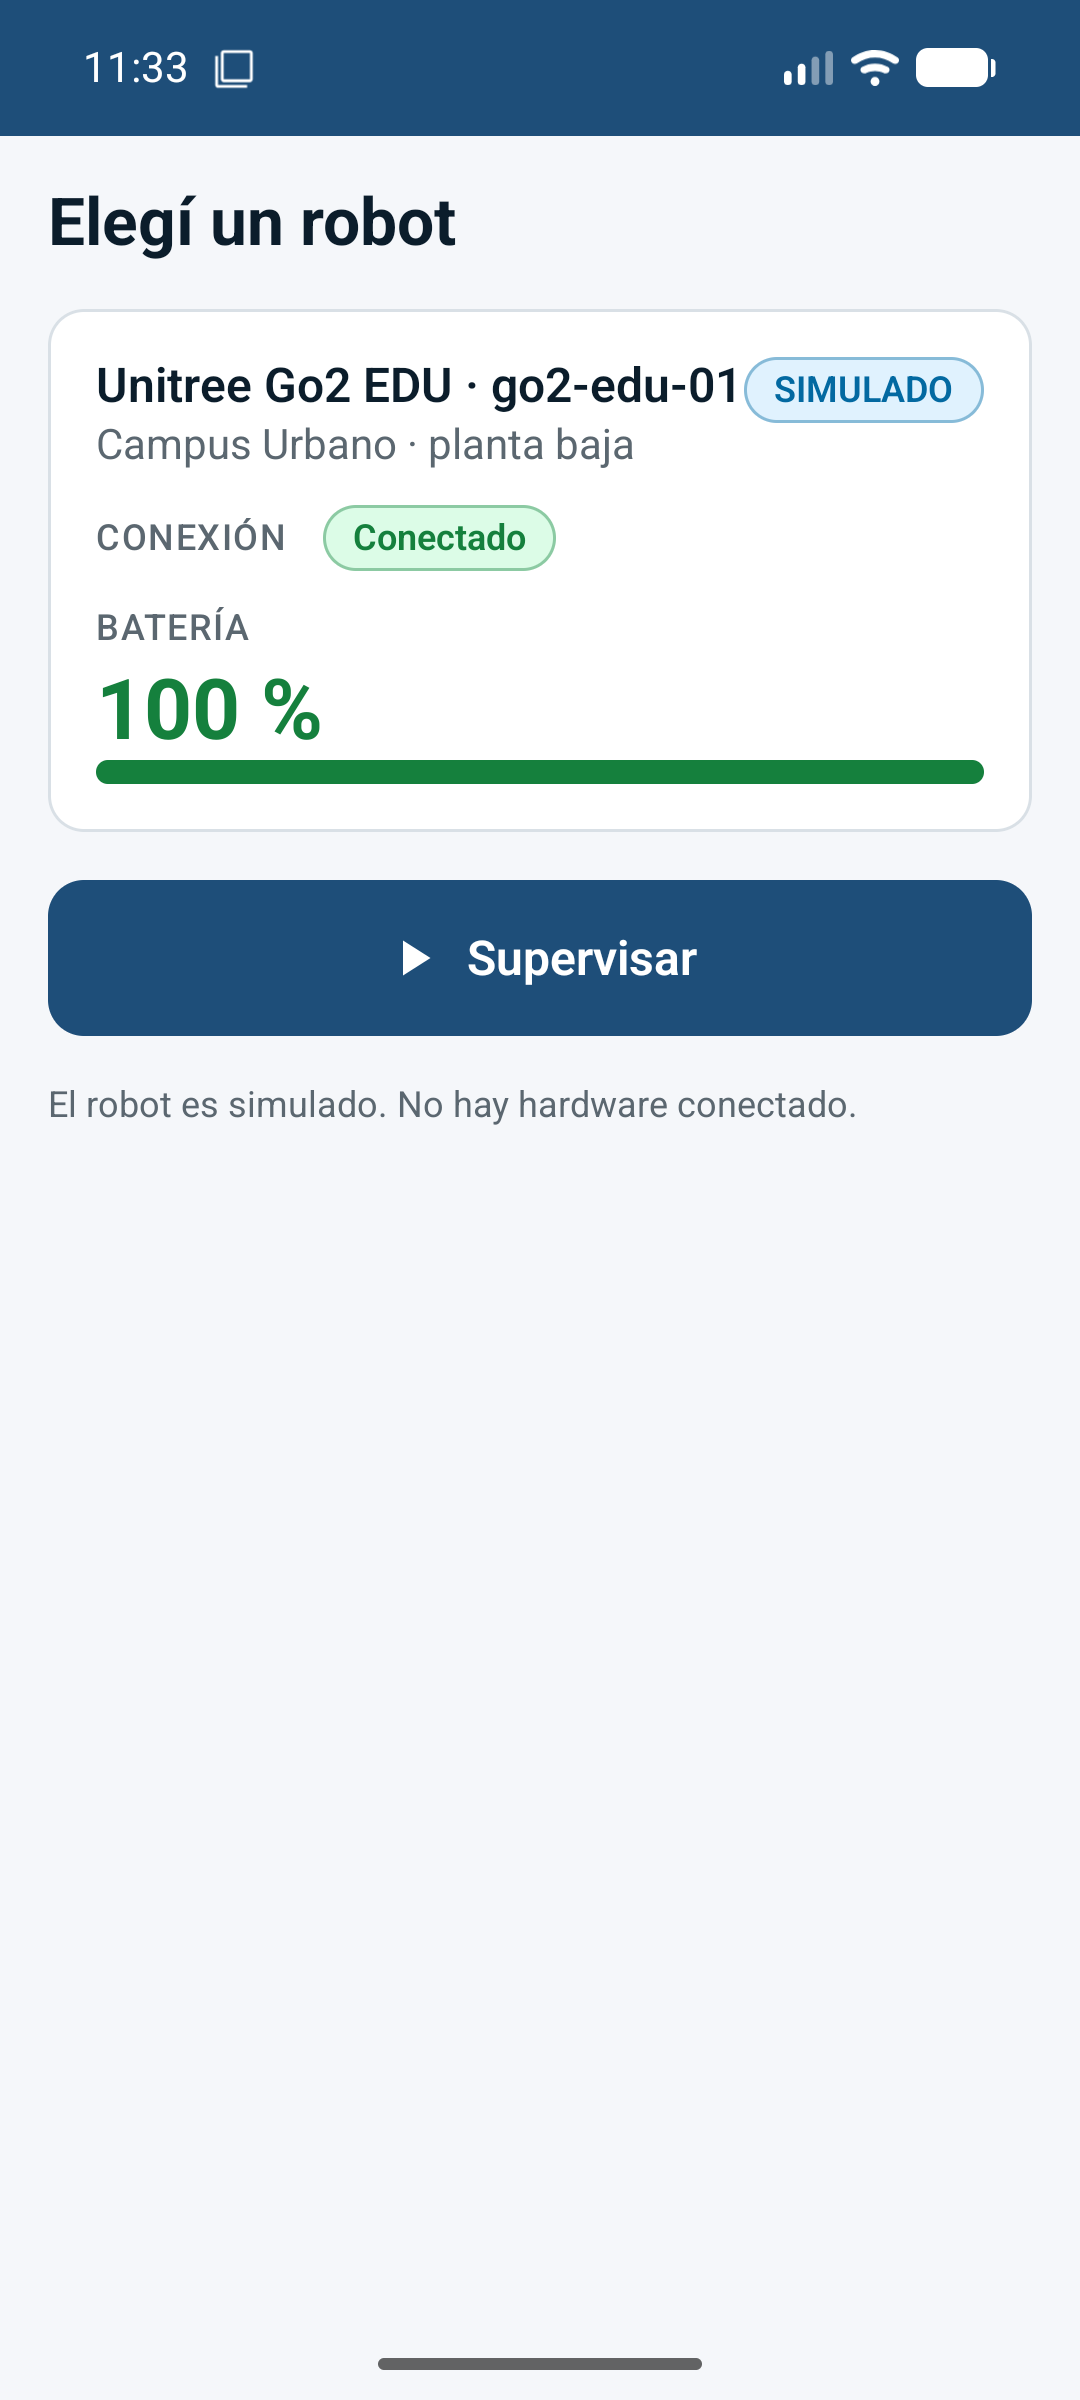 11:33
Elegí un robot
Unitree Go2 EDU · go2-edu-01 SIMULADO
Campus Urbano · planta baja
CONEXIÓN Conectado
BATERÍA
100 %
Supervisar
El robot es simulado. No hay hardware conectado.